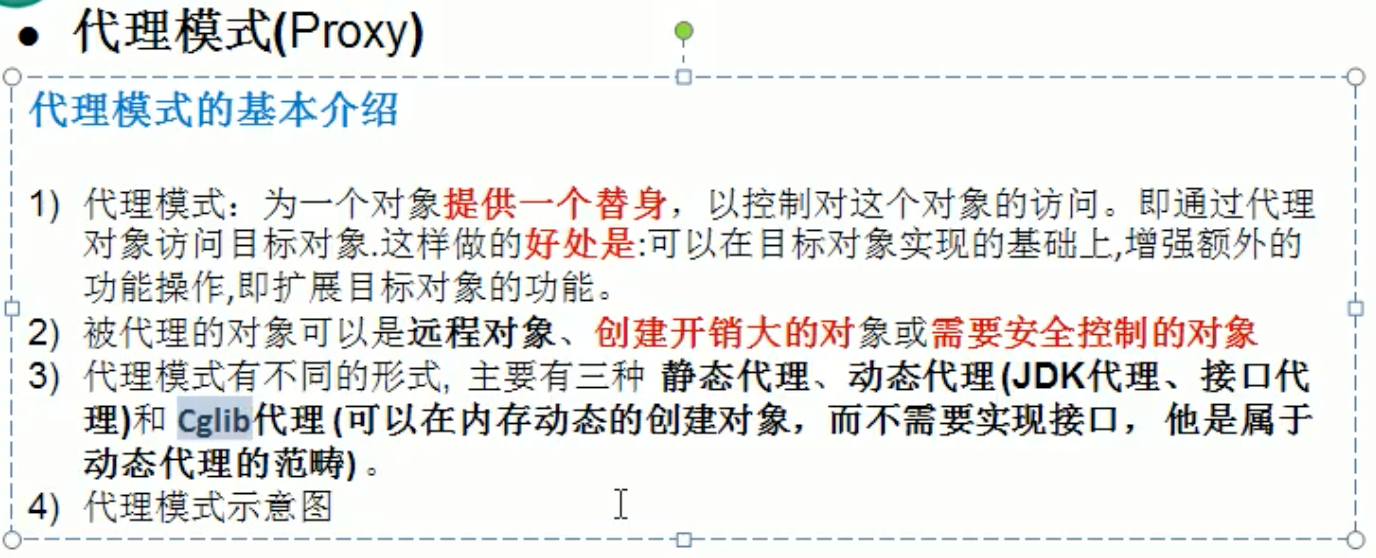 ● 代理模式(Proxy)
代理模式的基本介绍
1) 代理模式：为一个对象提供一个替身，以控制对这个对象的访问。即通过代理
对象访问目标对象.这样做的好处是:可以在目标对象实现的基础上,增强额外的
功能操作,即扩展目标对象的功能。
2) 被代理的对象可以是远程对象、创建开销大的对象或需要安全控制的对象
3) 代理模式有不同的形式, 主要有三种 静态代理、动态代理(JDK代理、接口代
理)和 Cglib代理 (可以在内存动态的创建对象，而不需要实现接口， 他是属于
动态代理的范畴) 。
4) 代理模式示意图